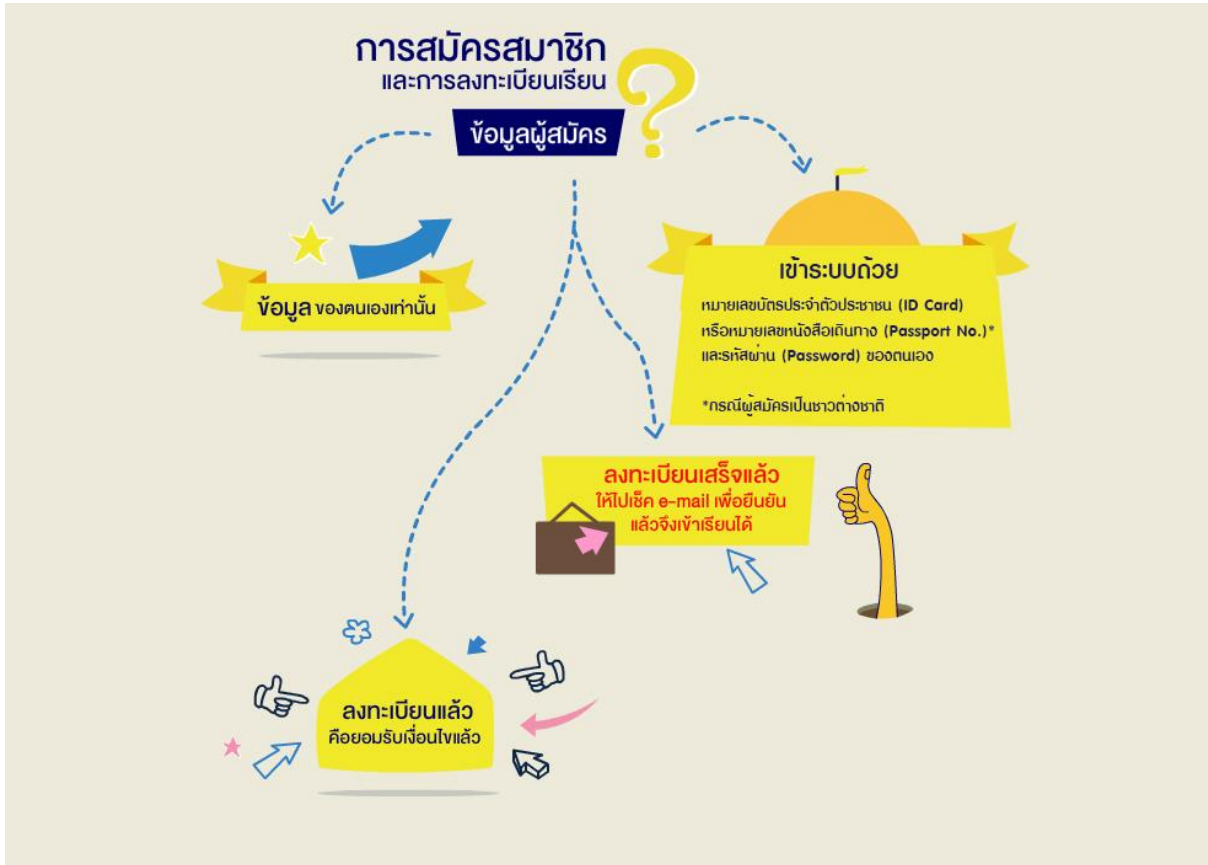 การสมัครสมาชิก
และการลงทะเบียนเรียน
?
ข้อมูลผู้สมัคร
ข้อมูล ของตนเองเท่านั้น
เข้าระบบด้วย
หมายเลขบัตรประจำตัวประชาชน (ID Card)
หรือหมายเลขหนังสือเดินทาง (Passport No.)*
และรหัสผ่าน (Password) ของตนเอง
*กรณีผู้สมัครเป็นชาวต่างชาติ
ลงทะเบียนเสร็จแล้ว
ให้ไปเช็ค e-mail เพื่อยืนยัน
แล้วจึงเข้าเรียนได้
ลงทะเบียนแล้ว
คือยอมรับเงื่อนไขแล้ว